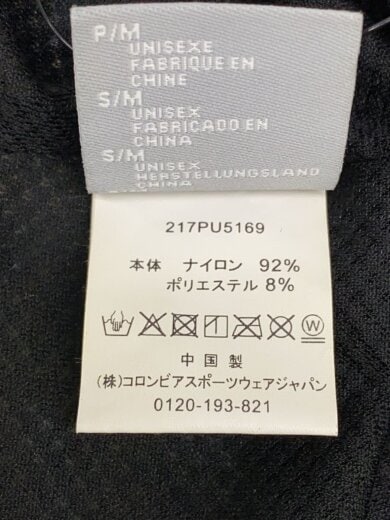 P/M
UNISEXE
FABRIQUE EN
CHINE
S/M
UNISEX
FABRICADO EN
CHINA
S/M
UNISEX
HERSTELLUNGSLAND
CHINA
217PU5169
本体 ナイロン 92%
ポリエステル 8%
W
中国製
(株)コロンビアスポーツウェアジャパン
0120-193-821